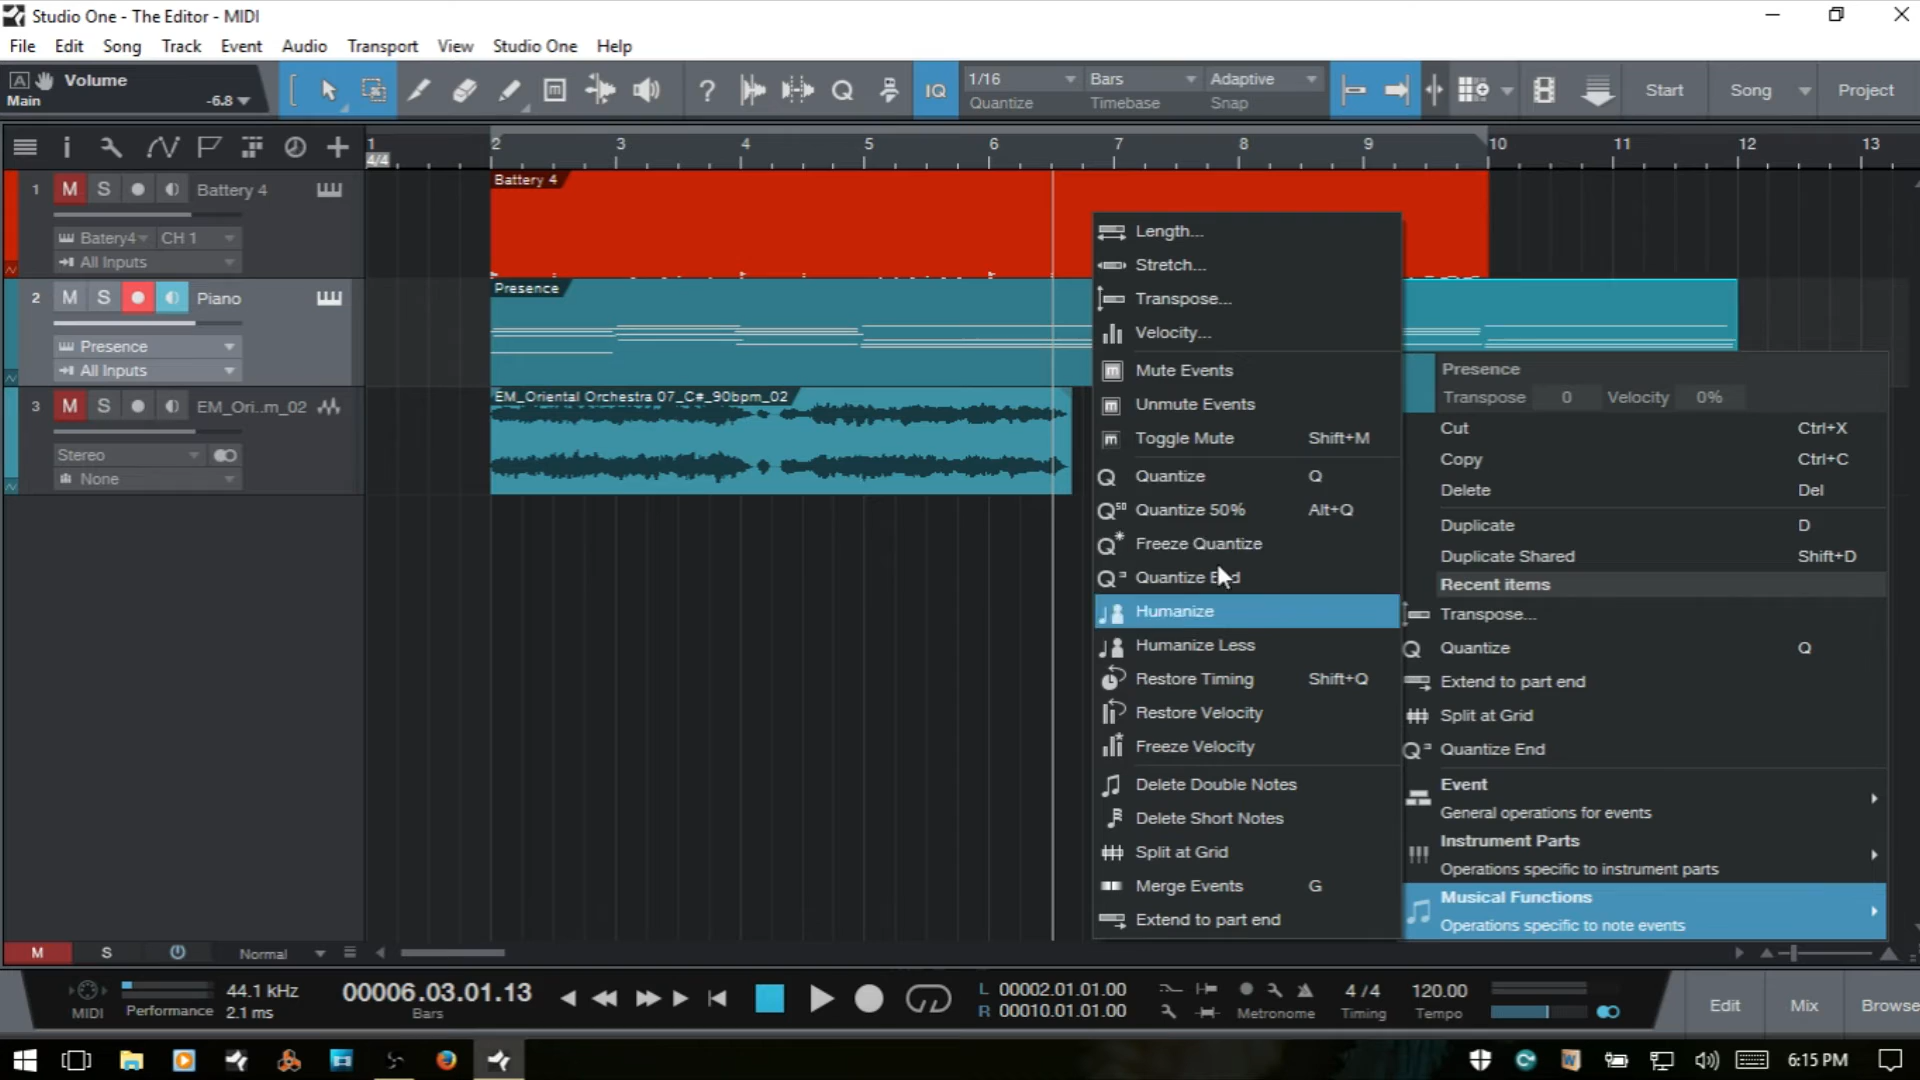 Studio One - The Editor - MIDI
File Edit Song Track Event Audio Transport View Studio One Help
A Volume
Main -6.8
? Q IQ
1/16 Bars Adaptive
Quantize Timebase Snap
Start Song Project
1 2 3 4 5 6 7 8 9 10 11 12 13
4/4
1 M S Battery 4
Batery4 CH 1
All Inputs
Battery 4
2 M S Piano
Presence
All Inputs
Presence
3 M S EM_Ori..m_02
Stereo
None
EM_Oriental Orchestra 07_C#_90bpm_02
Length...
Stretch...
Transpose...
Velocity...
Mute Events
Unmute Events
Toggle Mute Shift+M
Quantize Q
Quantize 50% Alt+Q
Freeze Quantize
Quantize End
Humanize
Humanize Less
Restore Timing Shift+Q
Restore Velocity
Freeze Velocity
Delete Double Notes
Delete Short Notes
Split at Grid
Merge Events G
Extend to part end
Presence
Transpose 0 Velocity 0%
Cut Ctrl+X
Copy Ctrl+C
Delete Del
Duplicate D
Duplicate Shared Shift+D
Recent items
Transpose...
Quantize Q
Extend to part end
Split at Grid
Quantize End
Event
General operations for events
Instrument Parts
Operations specific to instrument parts
Musical Functions
Operations specific to note events
M S Normal
MIDI
Performance
44.1 kHz
2.1 ms
00006.03.01.13
Bars
L 00002.01.01.00
R 00010.01.01.00
Metronome
4 / 4
Timing
120.00
Tempo
Edit Mix Browse
6:15 PM